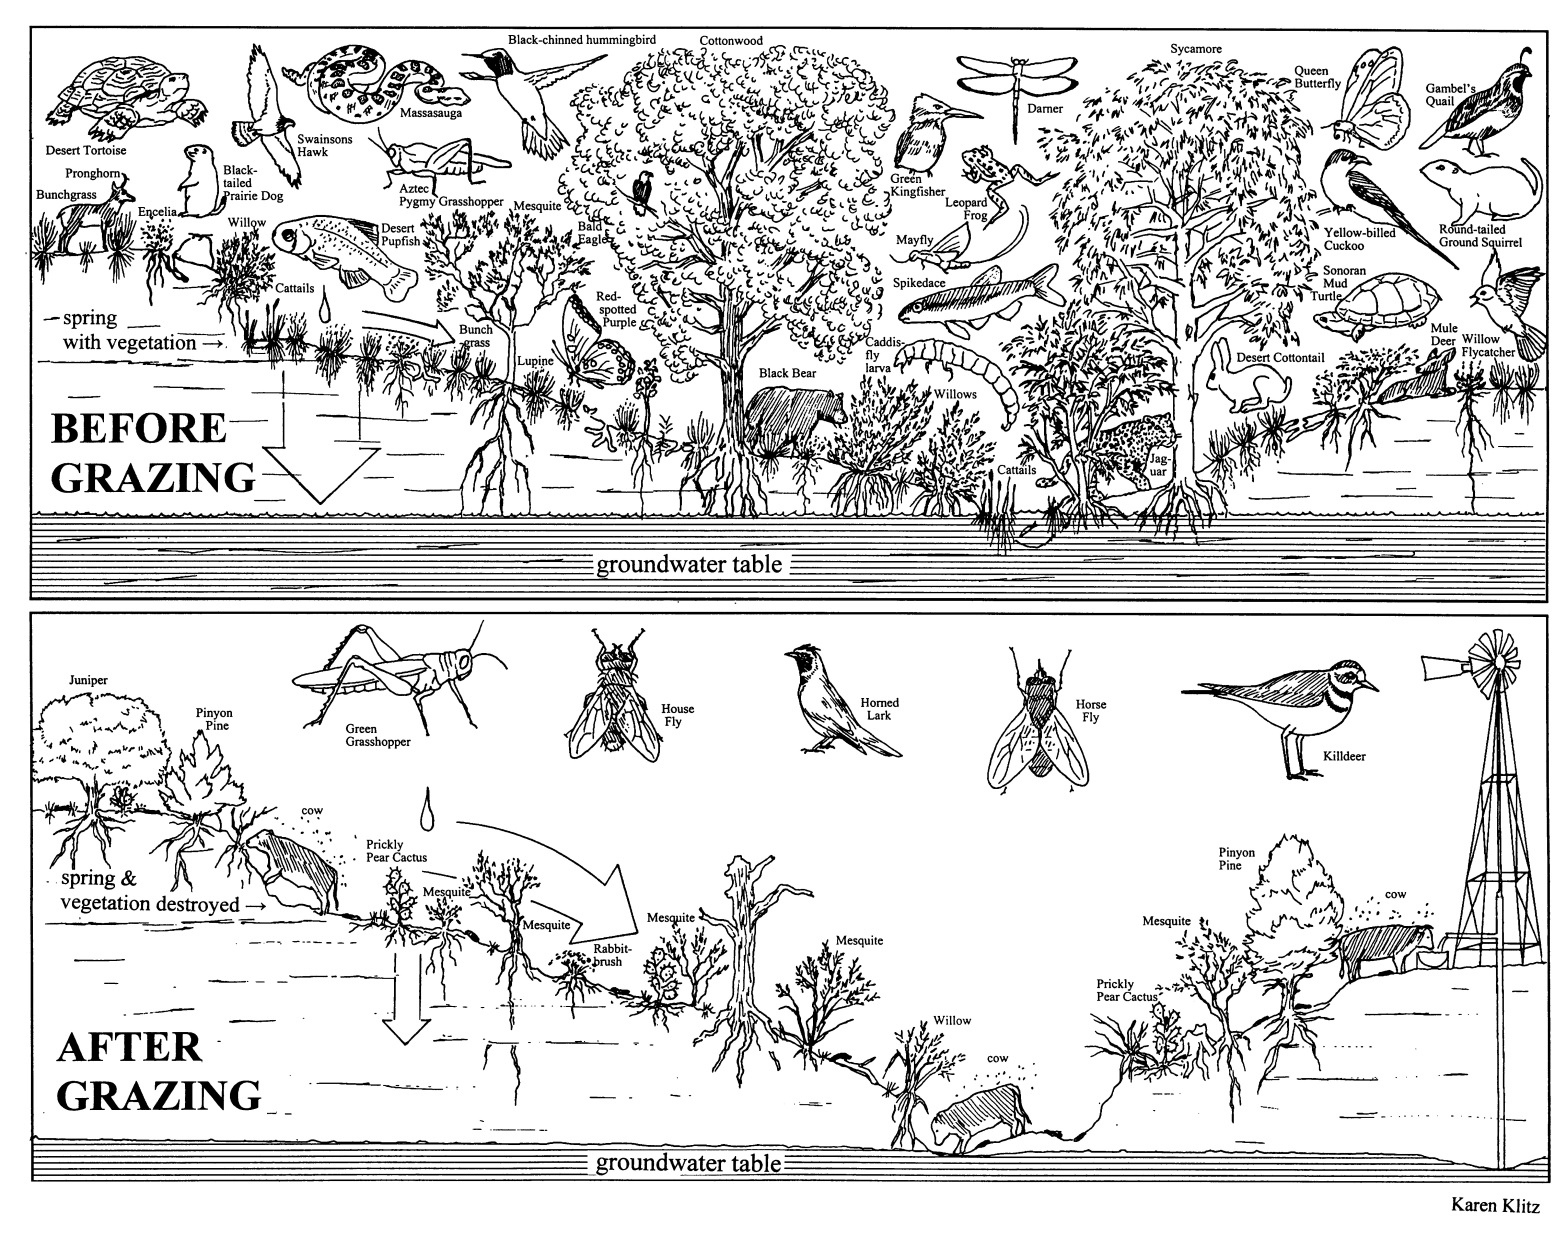 Black-chinned hummingbird
Cottonwood
Sycamore
Queen
Butterfly
Gambel's
Quail
Darner
Massasauga
Swainsons
Hawk
Desert Tortoise
Black-
tailed
Prairie Dog
Pronghorn
Bunchgrass
Encelia
Willow
Aztec
Pygmy Grasshopper
Mesquite
Desert
Pupfish
Bald
Eagle
Green
Kingfisher
Leopard
Frog
Mayfly
Yellow-billed
Cuckoo
Round-tailed
Ground Squirrel
Spikedace
Sonoran
Mud
Turtle
Cattails
Red-
spotted
Purple
spring
with vegetation →
Bunch
grass
Lupine
Caddis-
fly
larva
Black Bear
Willows
Desert Cottontail
Mule
Deer
Willow
Flycatcher
BEFORE
GRAZING
Cattails
Jag-
uar
groundwater table
Juniper
Pinyon
Pine
Green
Grasshopper
House
Fly
Horned
Lark
Horse
Fly
Killdeer
cow
Prickly
Pear Cactus
spring &
vegetation destroyed →
Mesquite
Mesquite
Rabbit-
brush
Mesquite
Mesquite
Willow
cow
Prickly
Pear Cactus
Mesquite
Pinyon
Pine
cow
AFTER
GRAZING
groundwater table
Karen Klitz